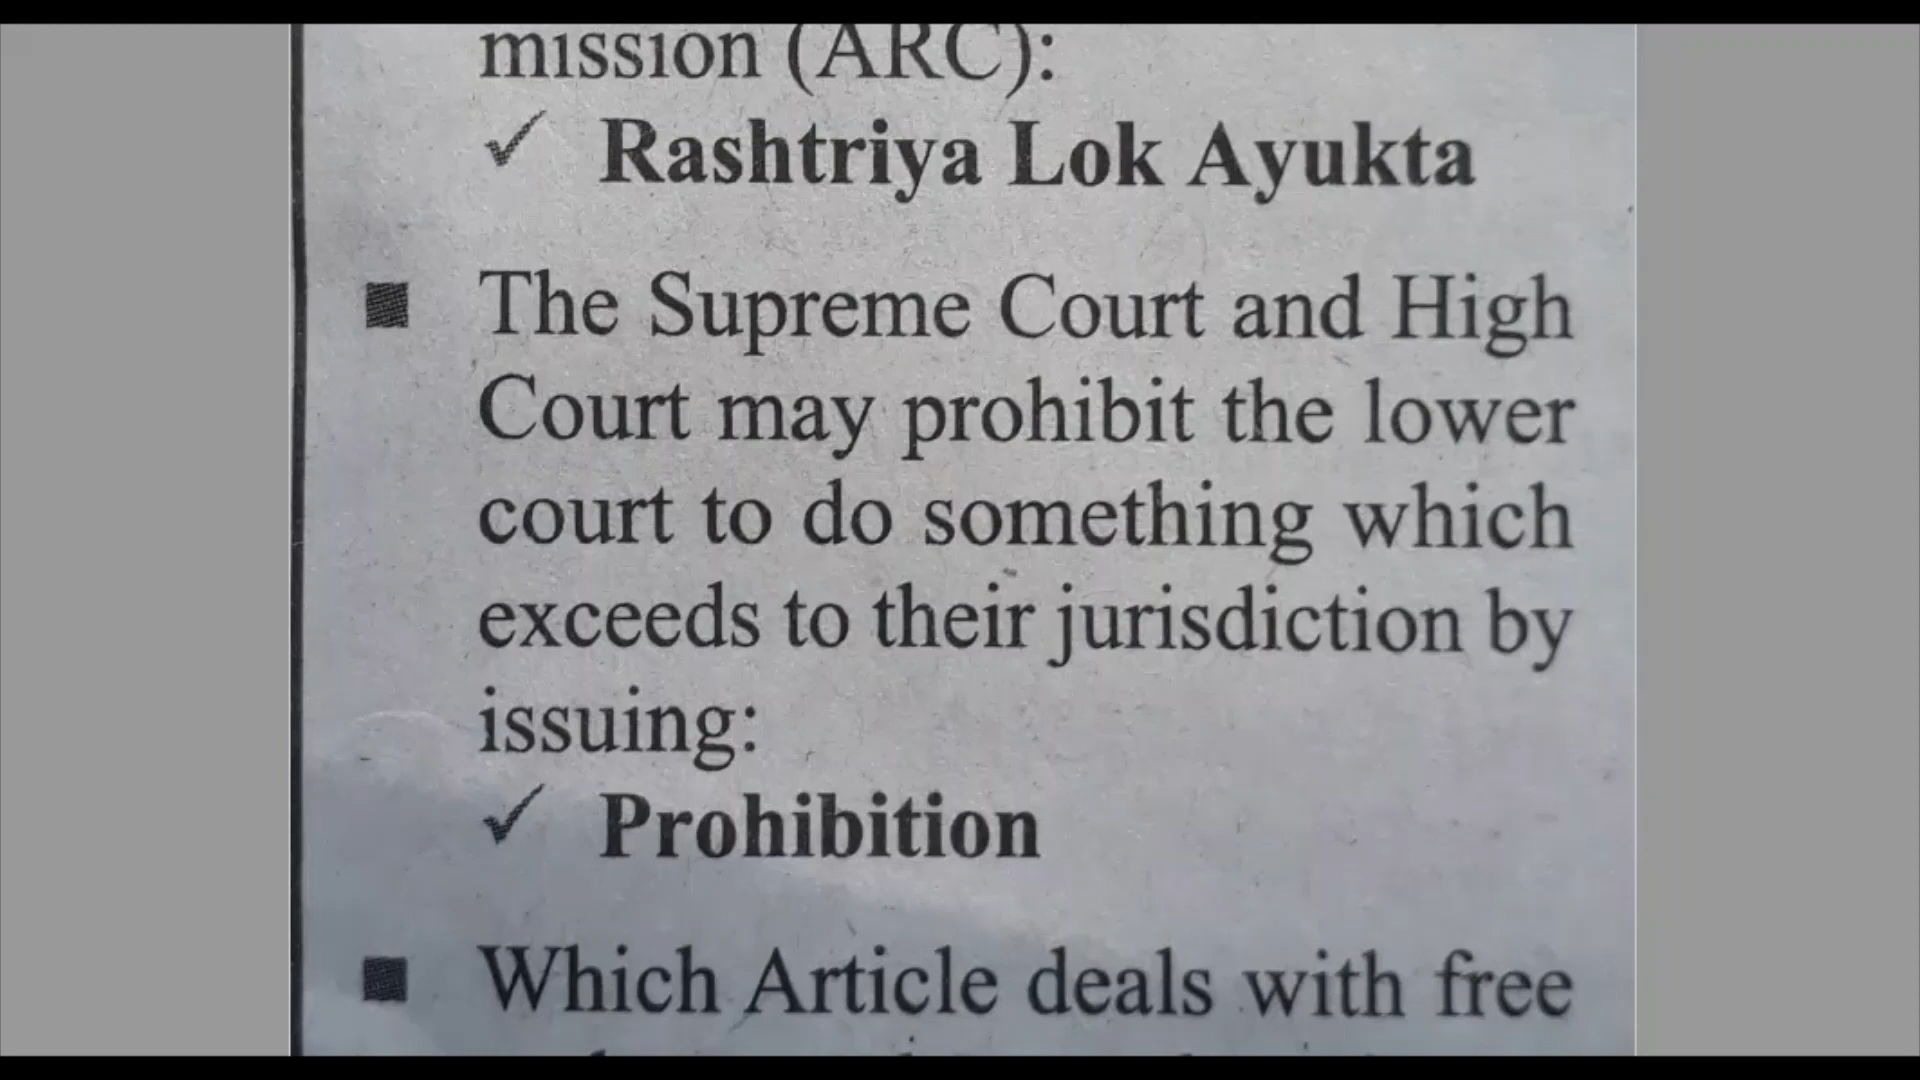 mission (ARC):
✓ Rashtriya Lok Ayukta
■ The Supreme Court and High
Court may prohibit the lower
court to do something which
exceeds to their jurisdiction by
issuing:
✓ Prohibition
■ Which Article deals with free